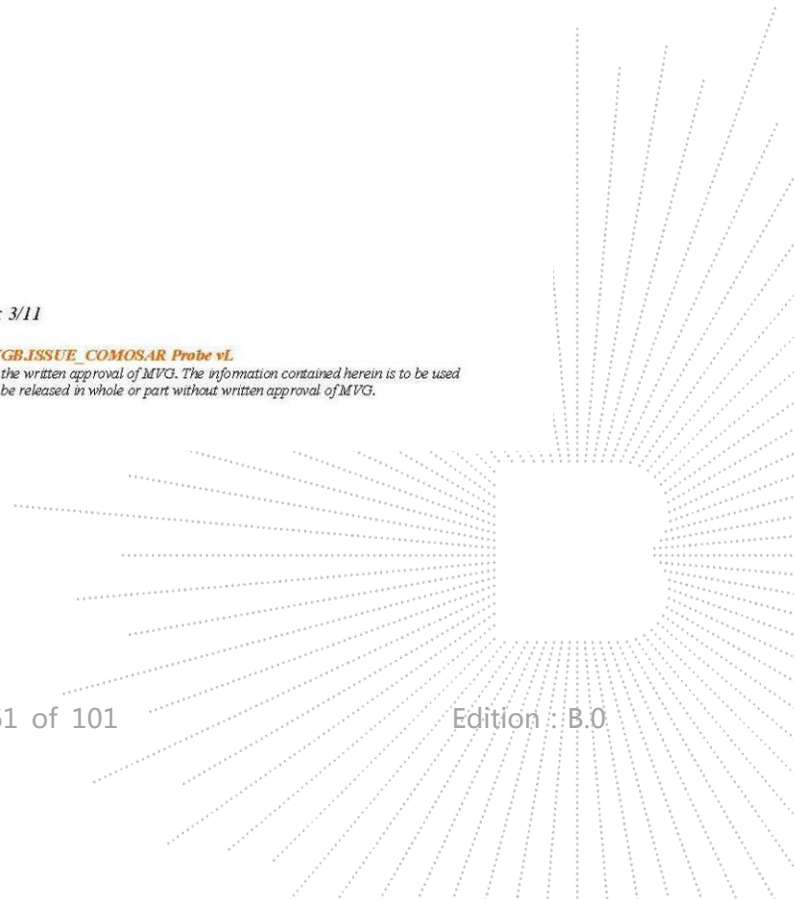 : 3/11
GB.ISSUE_COMOSAR Probe vL
the written approval of MVG. The information contained herein is to be used
be released in whole or part without written approval of MVG.
1 of 101
Edition : B.0